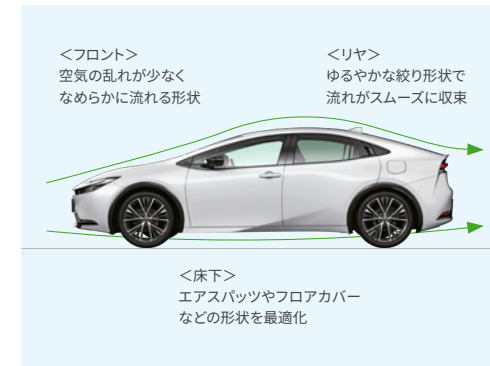 ＜フロント＞
空気の乱れが少なく
なめらかに流れる形状
＜リヤ＞
ゆるやかな絞り形状で
流れがスムーズに収束
＜床下＞
エアスパッツやフロアカバー
などの形状を最適化